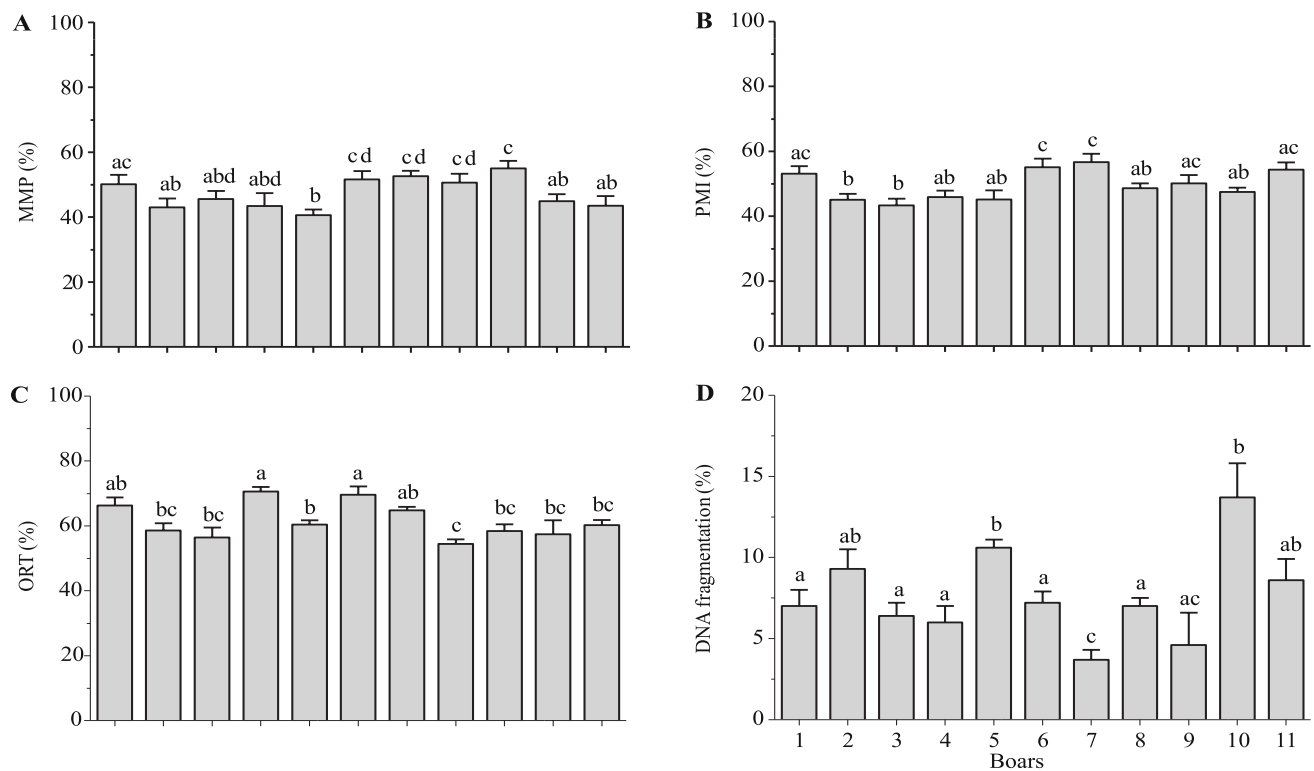 A
MMP (%)
100
80
60
40
20
0
ac ab abd abd b cd cd cd c ab ab
B
PMI (%)
100
80
60
40
20
0
ac b b ab ab c c ab ac ab ac
C
ORT (%)
100
80
60
40
20
0
ab bc bc a b a ab c bc bc bc
D
DNA fragmentation (%)
20
15
10
5
0
a ab a a b a c a ac b ab
1 2 3 4 5 6 7 8 9 10 11
Boars